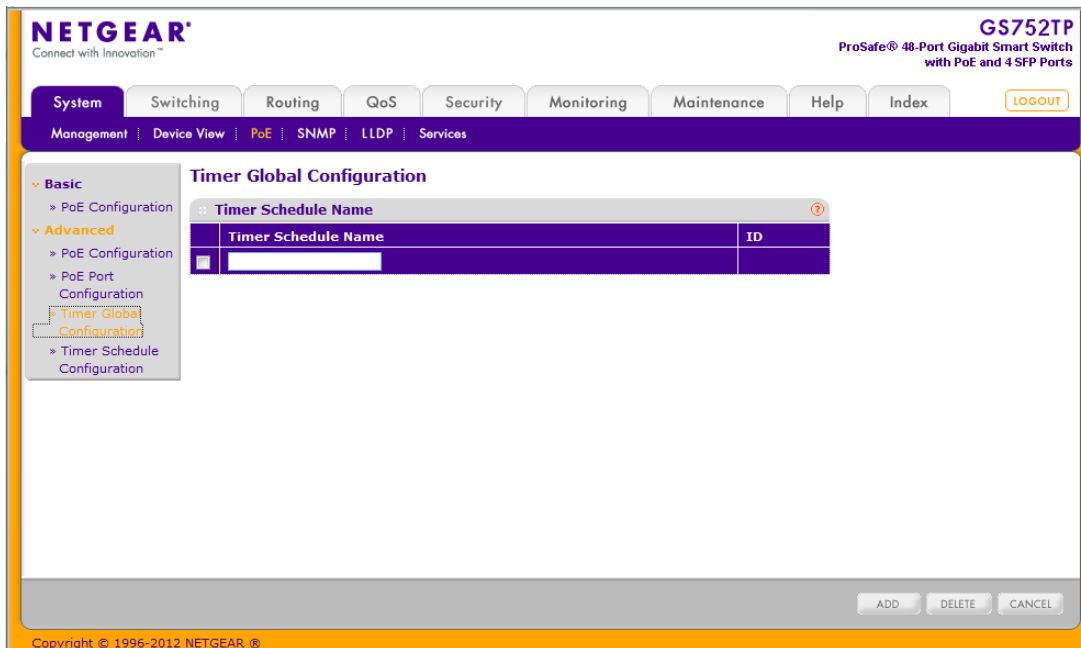 NETGEAR®
Connect with Innovation™
GS752TP
ProSafe® 48-Port Gigabit Smart Switch
with PoE and 4 SFP Ports
System Switching Routing QoS Security Monitoring Maintenance Help Index LOGOUT
Management Device View PoE SNMP LLDP Services
Basic
» PoE Configuration
Advanced
» PoE Configuration
» PoE Port
Configuration
» Timer Global
Configuration
» Timer Schedule
Configuration
Timer Global Configuration
Timer Schedule Name ?
Timer Schedule Name ID
ADD DELETE CANCEL
Copyright © 1996-2012 NETGEAR ®